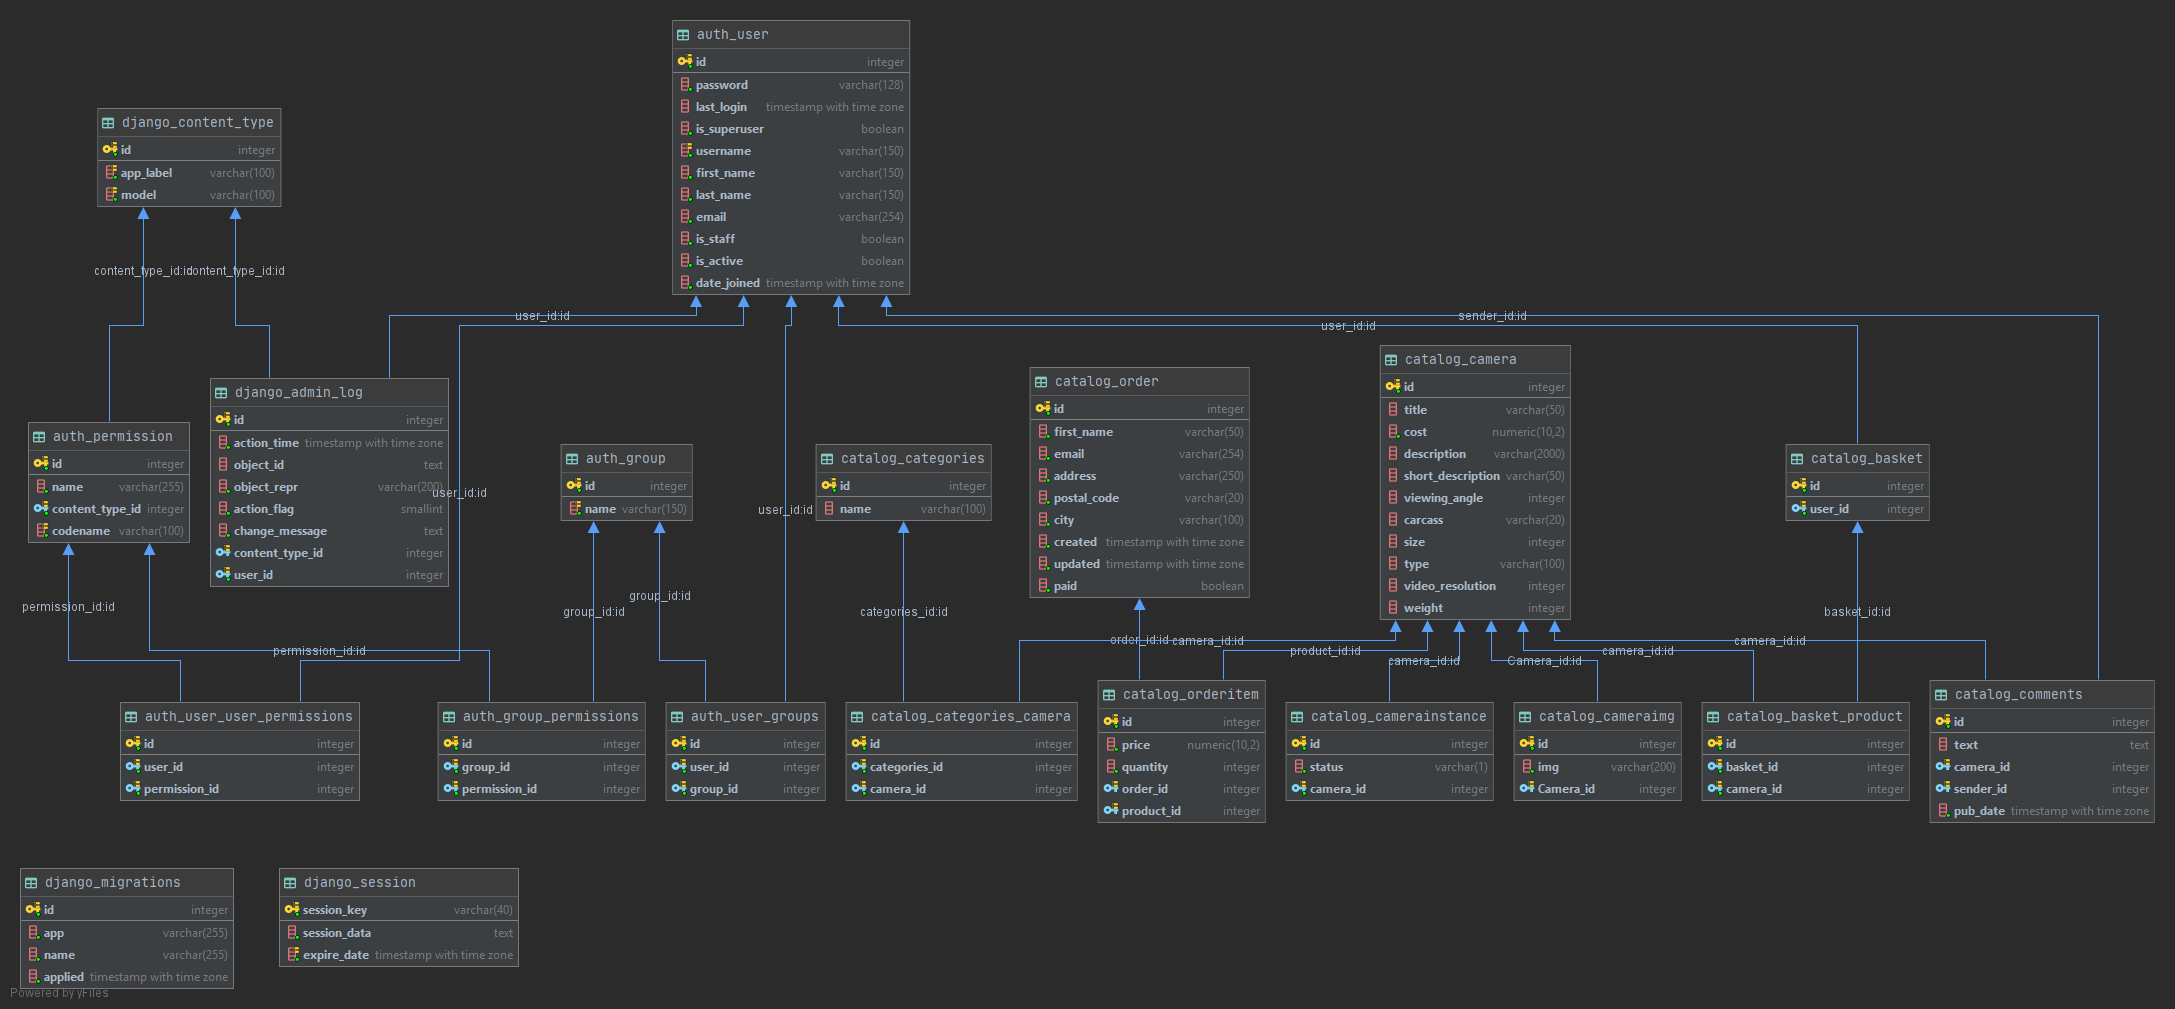 auth_user
id integer
password varchar(128)
last_login timestamp with time zone
is_superuser boolean
username varchar(150)
first_name varchar(150)
last_name varchar(150)
email varchar(254)
is_staff boolean
is_active boolean
date_joined timestamp with time zone
django_content_type
id integer
app_label varchar(100)
model varchar(100)
content_type_id:id
content_type_id:id
user_id:id
sender_id:id
user_id:id
django_admin_log
id integer
action_time timestamp with time zone
object_id text
object_repr varchar(200)
action_flag smallint
change_message text
content_type_id integer
user_id integer
auth_permission
id integer
name varchar(255)
content_type_id integer
codename varchar(100)
user_id:id
auth_group
id integer
name varchar(150)
user_id:id
catalog_categories
id integer
name varchar(100)
catalog_order
id integer
first_name varchar(50)
email varchar(254)
address varchar(250)
postal_code varchar(20)
city varchar(100)
created timestamp with time zone
updated timestamp with time zone
paid boolean
catalog_camera
id integer
title varchar(50)
cost numeric(10,2)
description varchar(2000)
short_description varchar(50)
viewing_angle integer
carcass varchar(20)
size integer
type varchar(100)
video_resolution integer
weight integer
catalog_basket
id integer
user_id integer
permission_id:id
group_id:id
group_id:id
categories_id:id
basket_id:id
order_id:id
camera_id:id
camera_id:id
permission_id:id
product_id:id
camera_id:id
Camera_id:id
camera_id:id
auth_user_user_permissions
id integer
user_id integer
permission_id integer
auth_group_permissions
id integer
group_id integer
permission_id integer
auth_user_groups
id integer
user_id integer
group_id integer
catalog_categories_camera
id integer
categories_id integer
camera_id integer
catalog_orderitem
id integer
price numeric(10,2)
quantity integer
order_id integer
product_id integer
catalog_camerainstance
id integer
status varchar(1)
camera_id integer
catalog_cameraimg
id integer
img varchar(200)
Camera_id integer
catalog_basket_product
id integer
basket_id integer
camera_id integer
catalog_comments
id integer
text text
camera_id integer
sender_id integer
pub_date timestamp with time zone
django_migrations
id integer
app varchar(255)
name varchar(255)
applied timestamp with time zone
django_session
session_key varchar(40)
session_data text
expire_date timestamp with time zone
Powered by yFiles